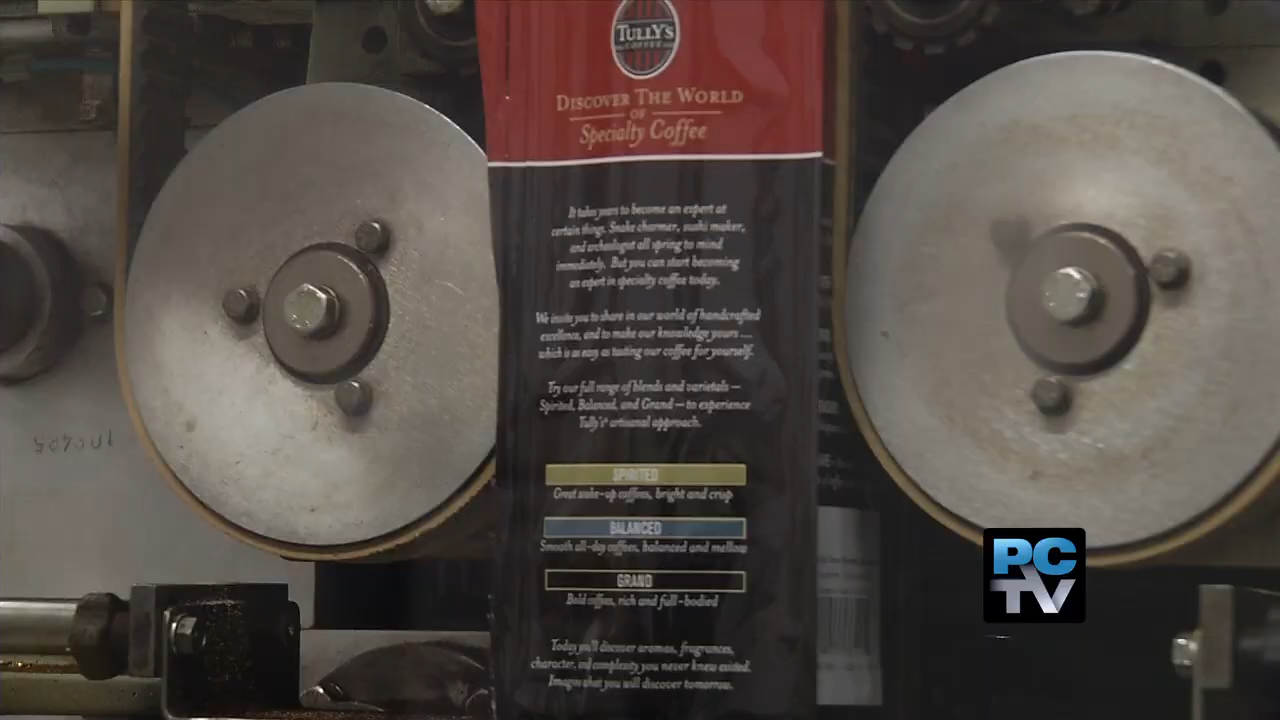 TULLY'S
COFFEE
DISCOVER THE WORLD
OF
Specialty Coffee
It takes years to become an expert at
certain things. Snake charmer, sushi maker,
and archeologist all spring to mind
immediately. But you can start becoming
an expert in specialty coffee today.
We invite you to share in our world of handcrafted
excellence, and to make our knowledge yours ...
which is as easy as tasting our coffee for yourself.
Try our full range of blends and varietals —
Spirited, Balanced, and Grand — to experience
Tully's artisanal approach.
SPIRITED
Great wake-up coffees, bright and crisp
BALANCED
Smooth all-day coffees, balanced and mellow
GRAND
Bold coffees, rich and full-bodied
Today you'll discover aromas, fragrances,
character, and complexity you never knew existed.
Imagine what you will discover tomorrow.
PC
TV